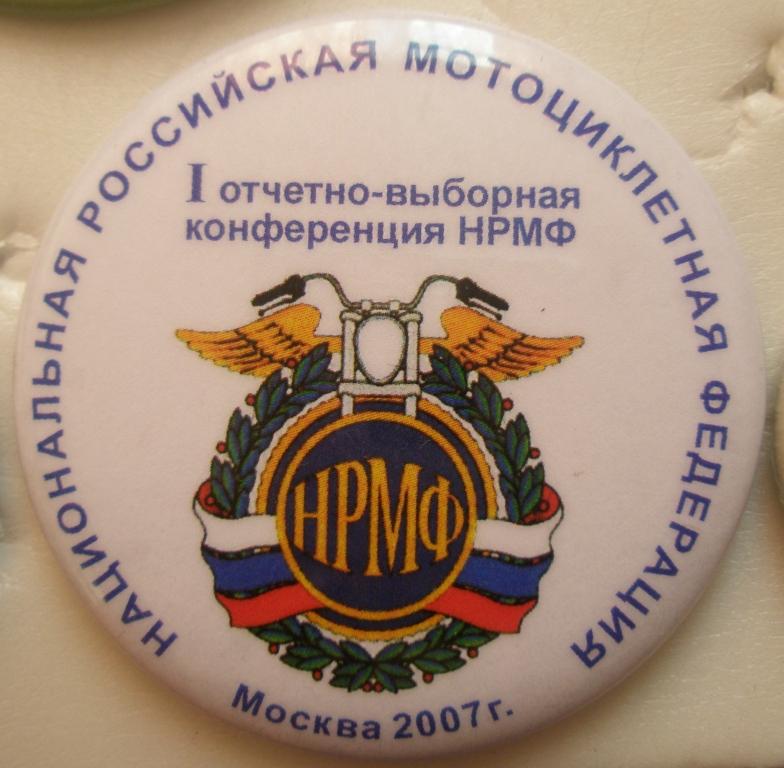 НАЦИОНАЛЬНАЯ РОССИЙСКАЯ МОТОЦИКЛЕТНАЯ ФЕДЕРАЦИЯ
I отчетно-выборная
конференция НРМФ
НРМФ
Москва 2007г.